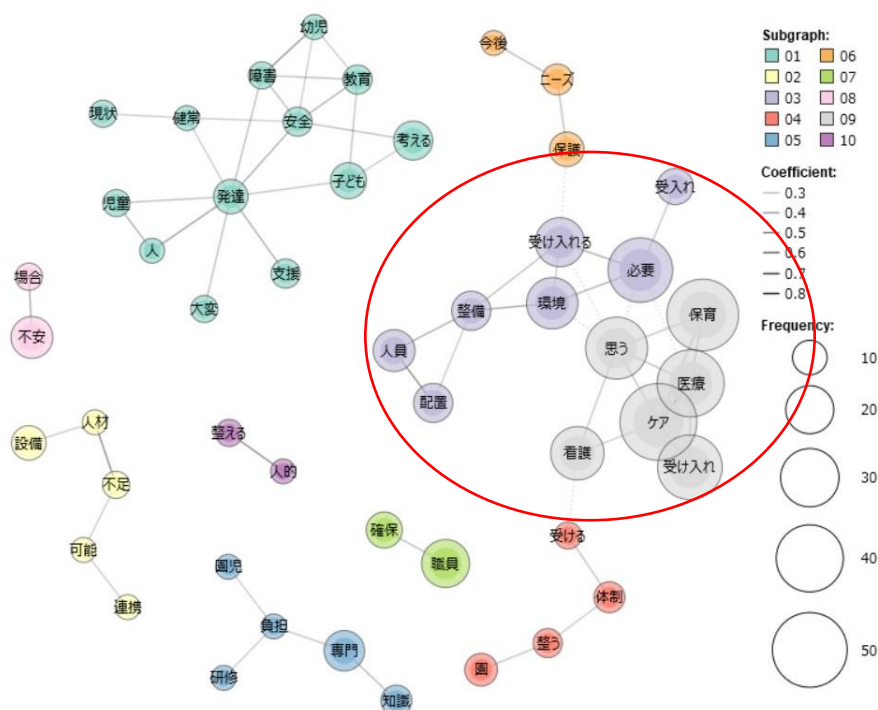 幼児
障害
教育
現状
健常
安全
考える
子ども
発達
児童
人
支援
大変
場合
不安
設備
人材
不足
可能
連携
整える
人的
確保
職員
園児
負担
専門
研修
知識
今後
ニーズ
保護
受入れ
受け入れる
必要
環境
整備
人員
配置
保育
思う
医療
ケア
看護
受け入れ
受ける
体制
整う
園
Subgraph:
01 06
02 07
03 08
04 09
05 10
Coefficient:
0.3
0.4
0.5
0.6
0.7
0.8
Frequency:
10
20
30
40
50